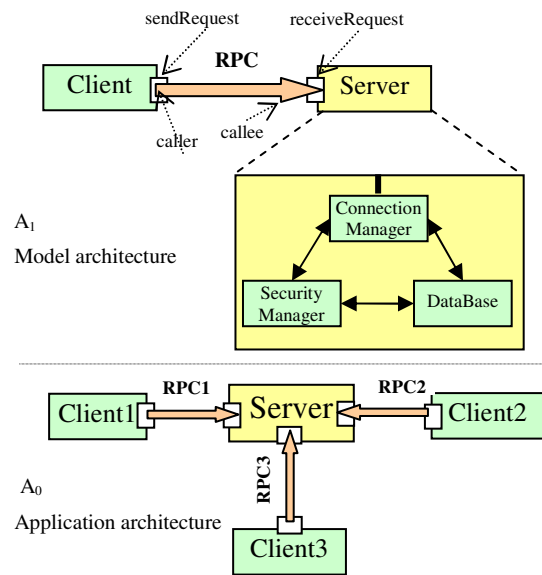 sendRequest
receiveRequest
RPC
Client
Server
caller
callee
A1
Model architecture
Connection
Manager
Security
Manager
DataBase
RPC1
RPC2
Client1
Server
Client2
RPC3
A0
Application architecture
Client3